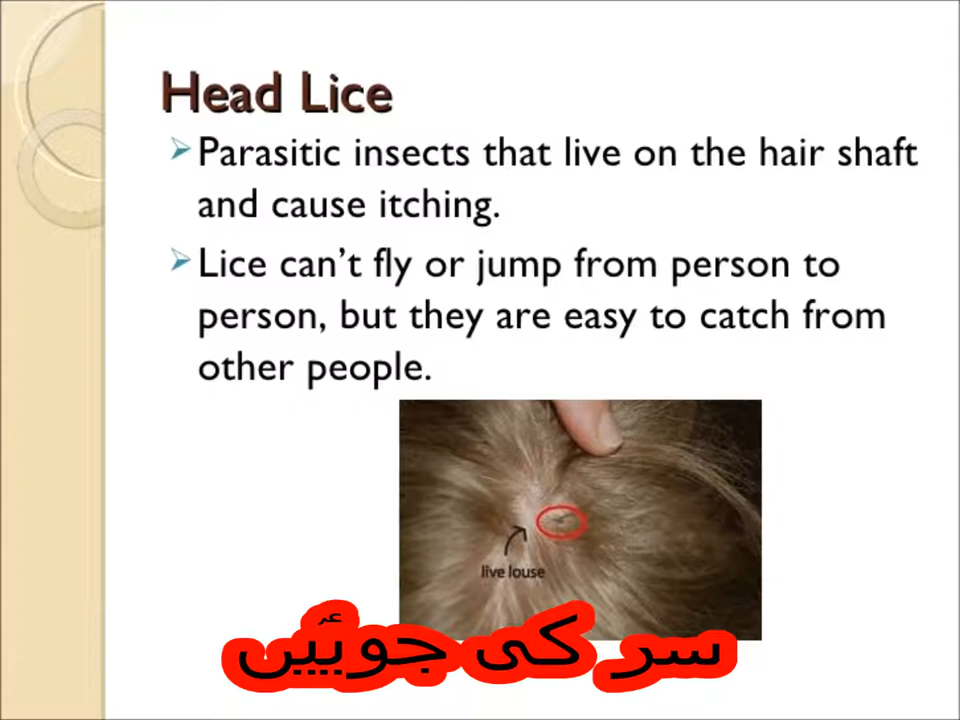 Head Lice
Parasitic insects that live on the hair shaft
and cause itching.
Lice can't fly or jump from person to
person, but they are easy to catch from
other people.
live louse
سر کی جوئیں